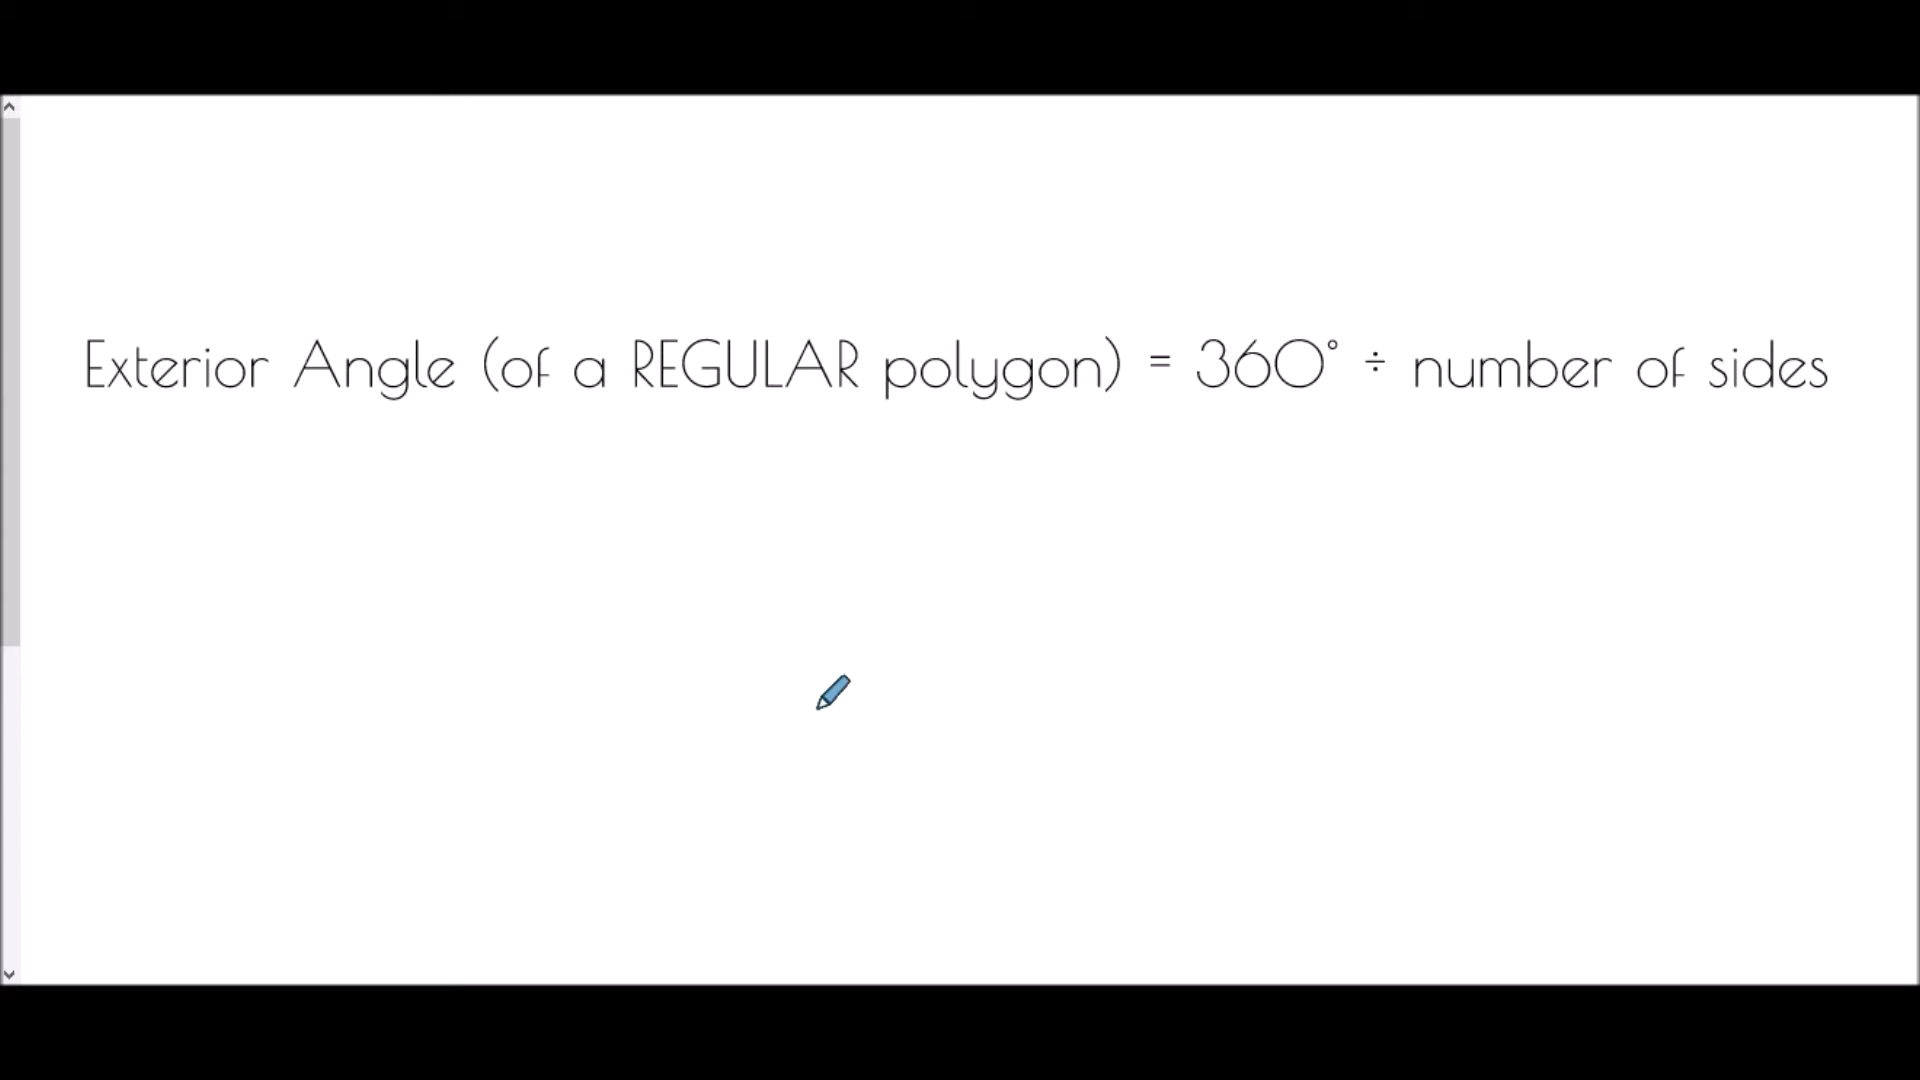 Exterior Angle (of a REGULAR polygon) = 360° ÷ number of sides